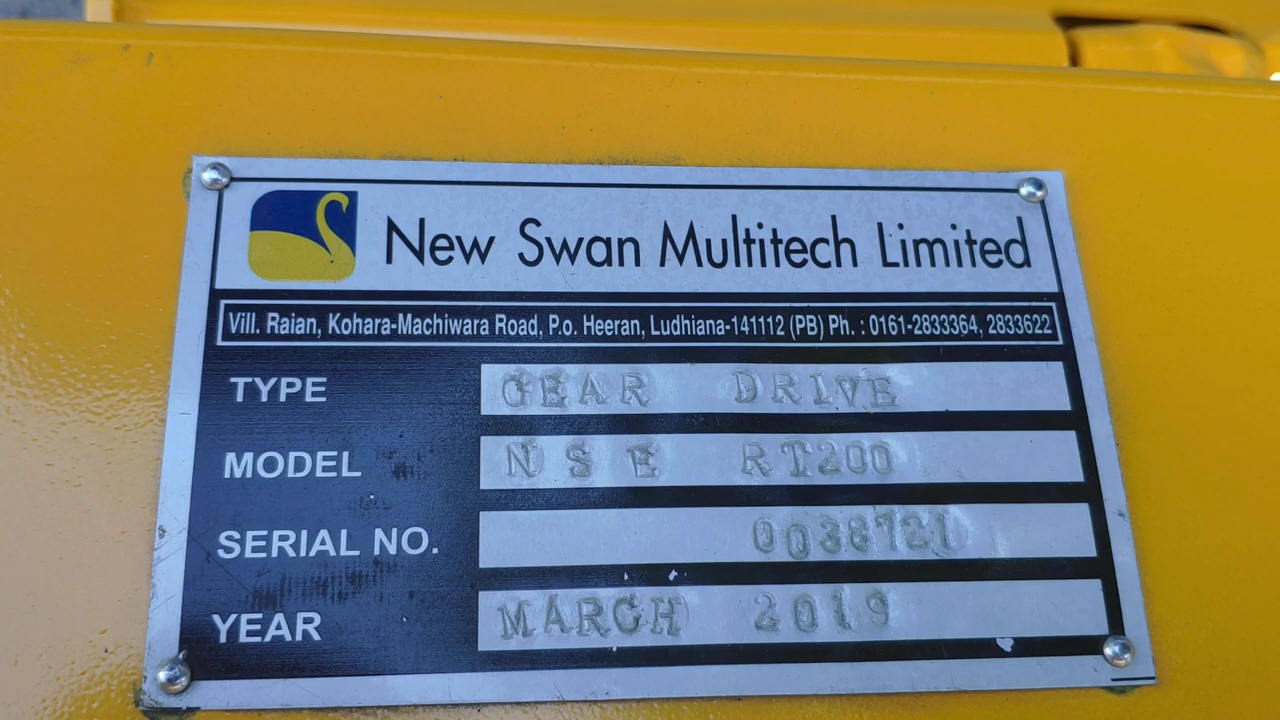 New Swan Multitech Limited
Vill. Raian, Kohara-Machiwara Road, P.o. Heeran, Ludhiana-141112 (PB) Ph. : 0161-2833364, 2833622
TYPE GEAR DRIVE
MODEL NSE RT200
SERIAL NO. 0038721
YEAR MARCH 2019